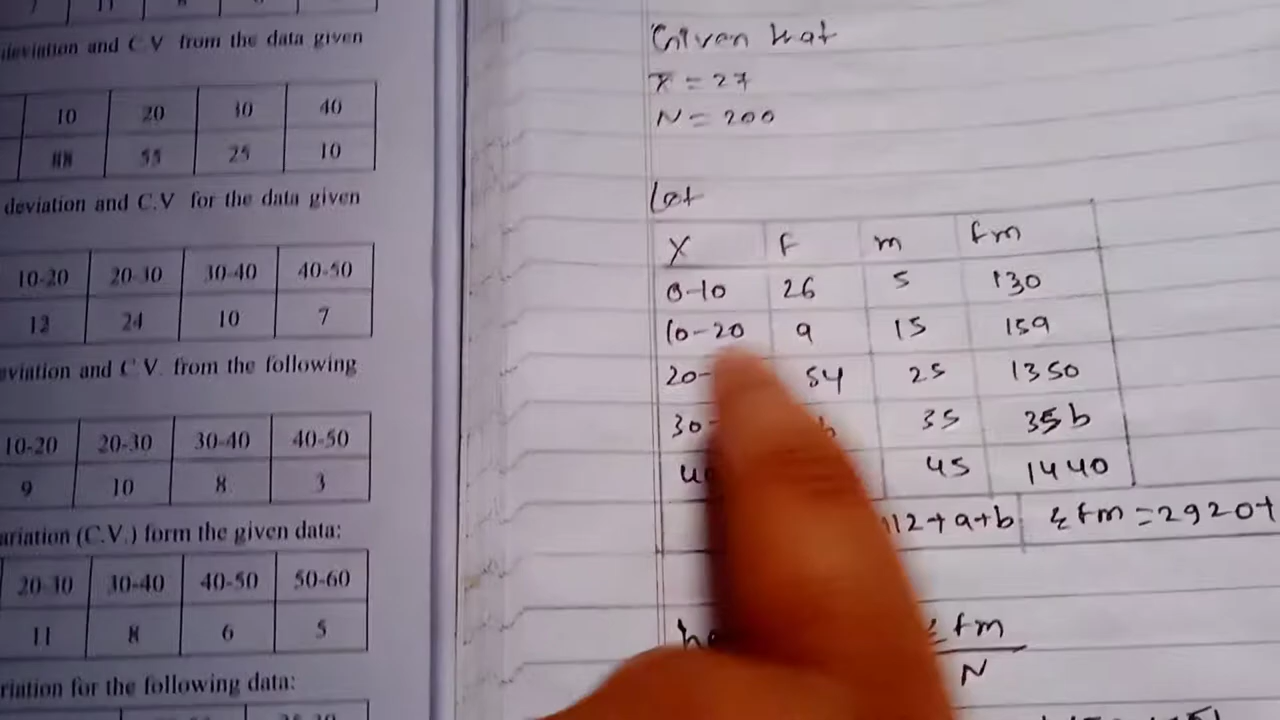 deviation and C.V from the data given
10 20 30 40
88 55 25 10
deviation and C.V for the data given
10-20 20-30 30-40 40-50
12 24 10 7
eviation and C.V. from the following
10-20 20-30 30-40 40-50
9 10 8 3
ariation (C.V.) form the given data:
20-30 30-40 40-50 50-60
11 8 6 5
riation for the following data:
Given that
x̄ = 27
N = 200
Let
X F m fm
0-10 26 5 130
10-20 a 15 15a
20- 54 25 1350
30- b 35 35b
40 45 1440
112+a+b Σfm = 2920+
Σfm
N